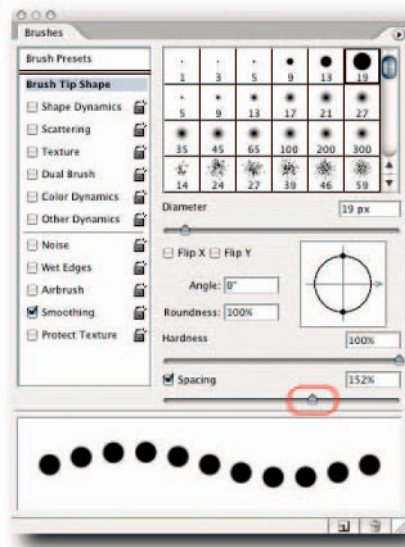 Brushes
Brush Presets
Brush Tip Shape
Shape Dynamics
Scattering
Texture
Dual Brush
Color Dynamics
Other Dynamics
Noise
Wet Edges
Airbrush
Smoothing
Protect Texture
1 3 5 9 13 19
5 9 13 17 21 27
35 45 65 100 200 300
14 24 27 39 46 59
Diameter 19 px
Flip X Flip Y
Angle: 0°
Roundness: 100%
Hardness 100%
Spacing 152%